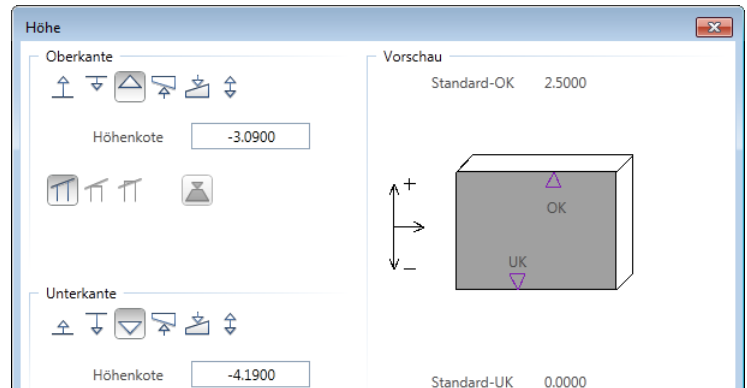 Höhe
Oberkante
Höhenkote -3.0900
Unterkante
Höhenkote -4.1900
Vorschau
Standard-OK 2.5000
+
OK
UK
–
Standard-UK 0.0000